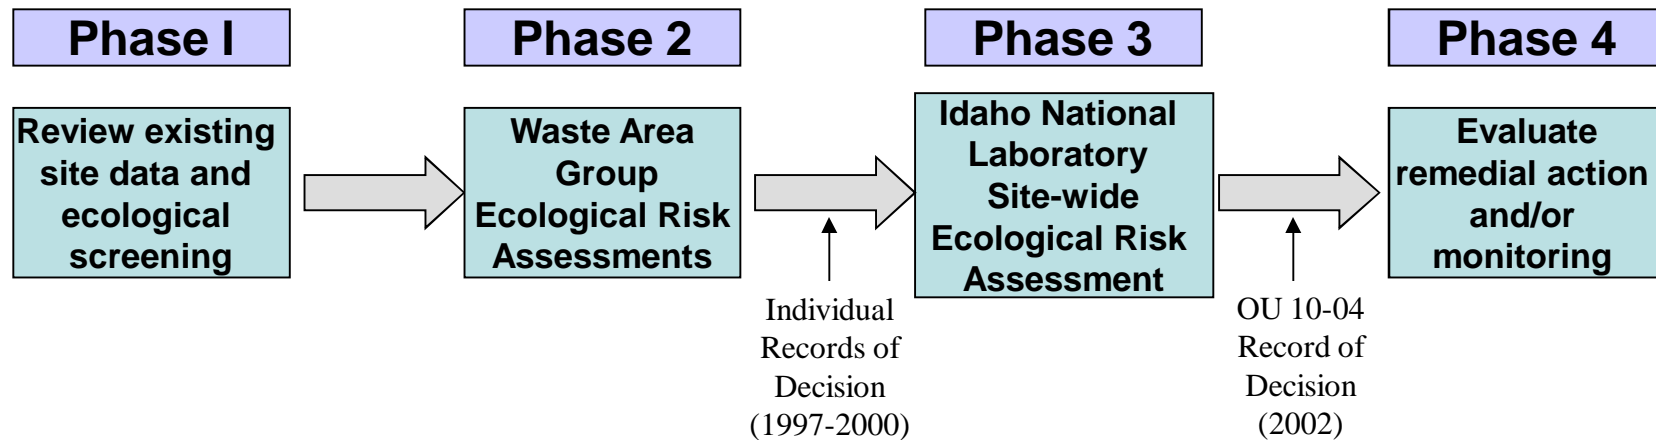 Phase I
Review existing
site data and
ecological
screening
Phase 2
Waste Area
Group
Ecological Risk
Assessments
Individual
Records of
Decision
(1997-2000)
Phase 3
Idaho National
Laboratory
Site-wide
Ecological Risk
Assessment
OU 10-04
Record of
Decision
(2002)
Phase 4
Evaluate
remedial action
and/or
monitoring